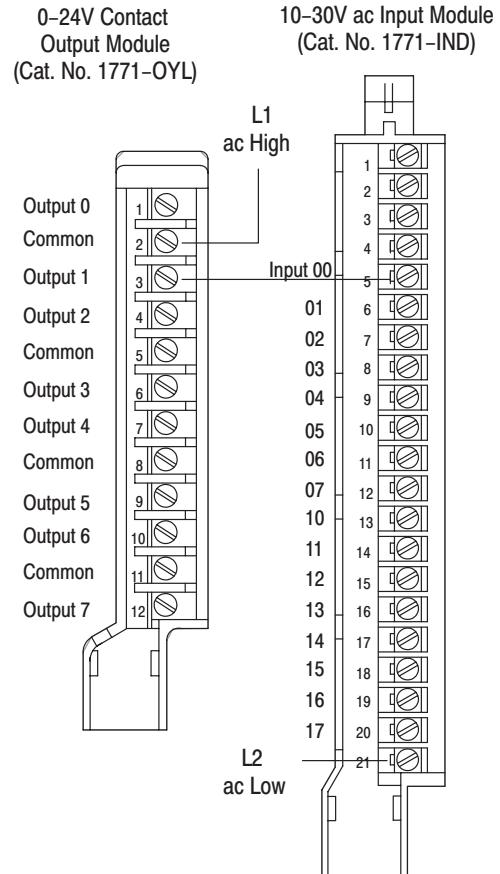 0–24V Contact
Output Module
(Cat. No. 1771–OYL)
10–30V ac Input Module
(Cat. No. 1771–IND)
L1
ac High
Output 0
Common
Output 1
Output 2
Common
Output 3
Output 4
Common
Output 5
Output 6
Common
Output 7
1
2
3
4
5
6
7
8
9
10
11
12
Input 00
01
02
03
04
05
06
07
10
11
12
13
14
15
16
17
1
2
3
4
5
6
7
8
9
10
11
12
13
14
15
16
17
18
19
20
21
L2
ac Low